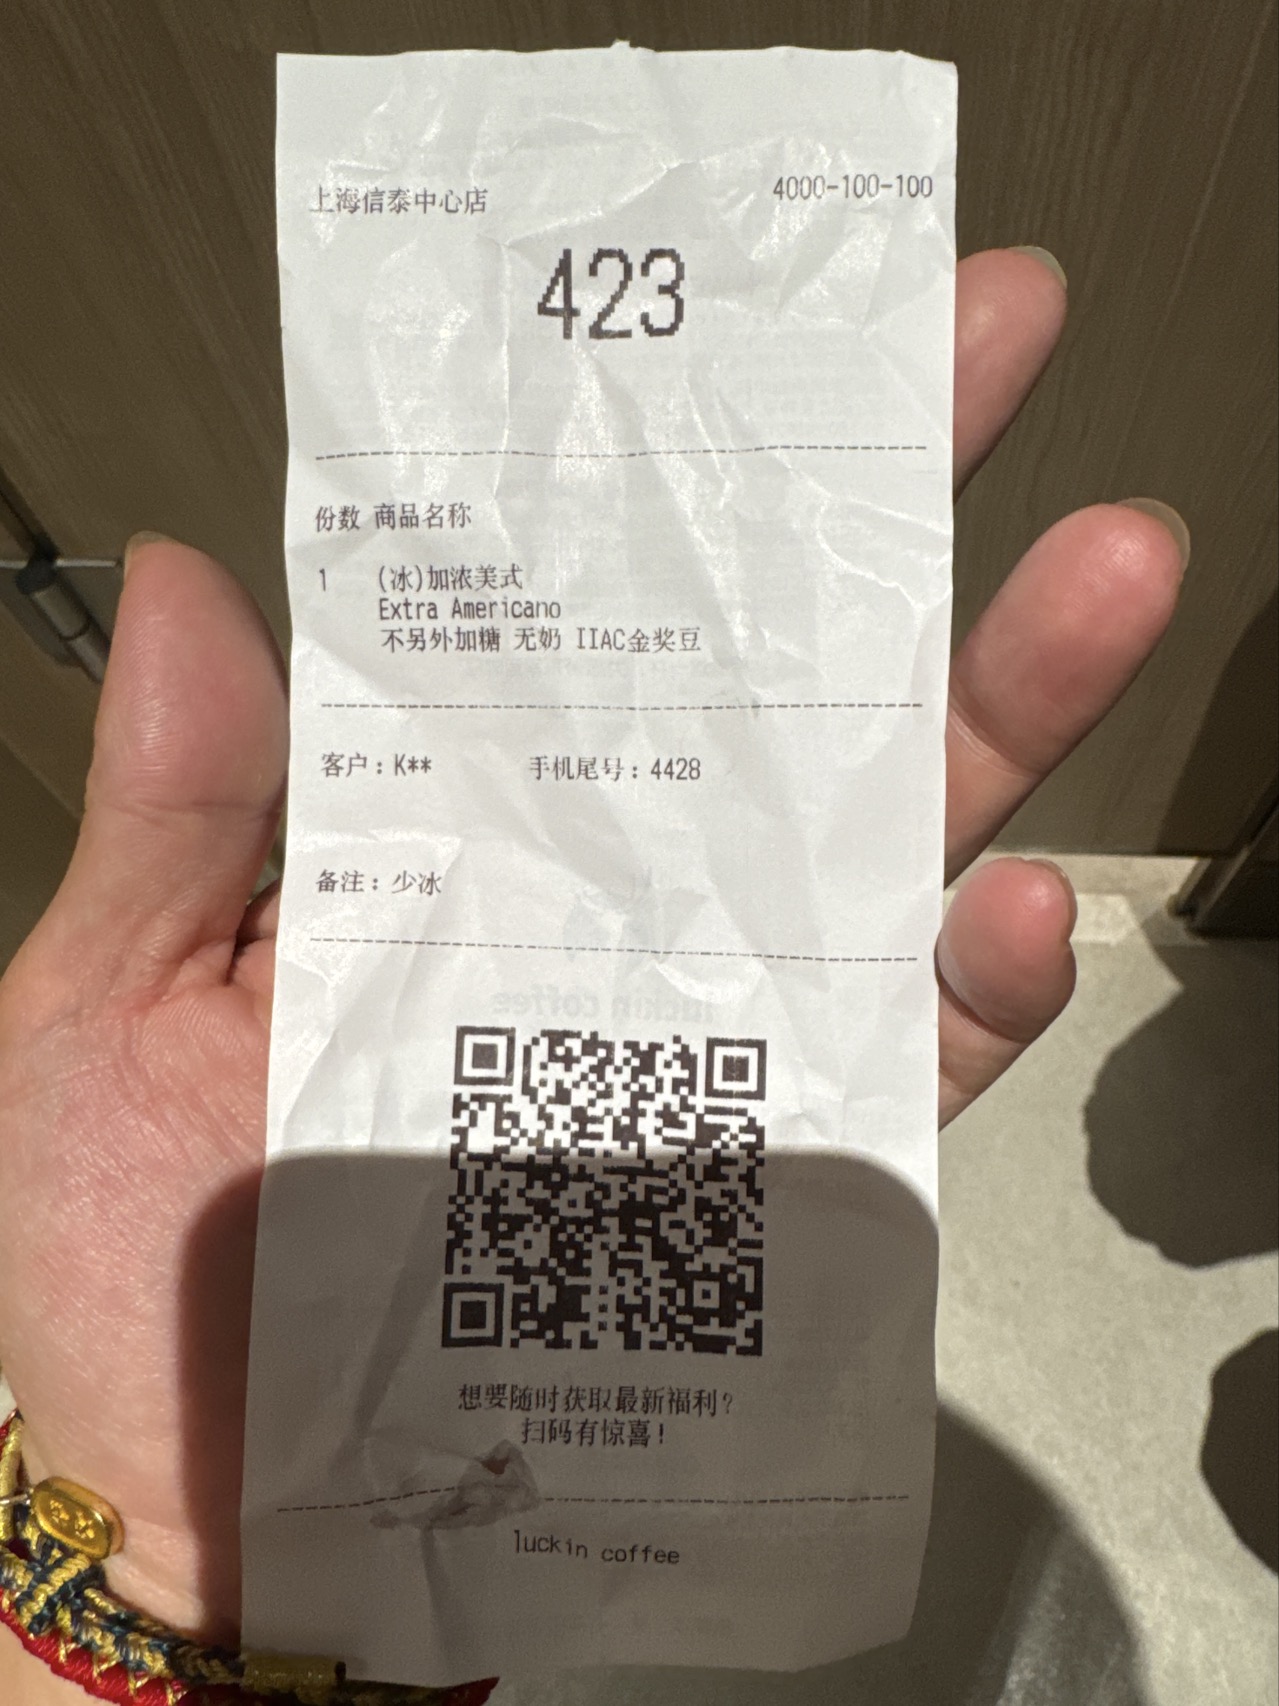 上海信泰中心店 4000-100-100
423
份数 商品名称
1 (冰)加浓美式
Extra Americano
不另外加糖 无奶 IIAC金奖豆
客户：K** 手机尾号：4428
备注：少冰
luckin coffee
想要随时获取最新福利？
扫码有惊喜！
luckin coffee